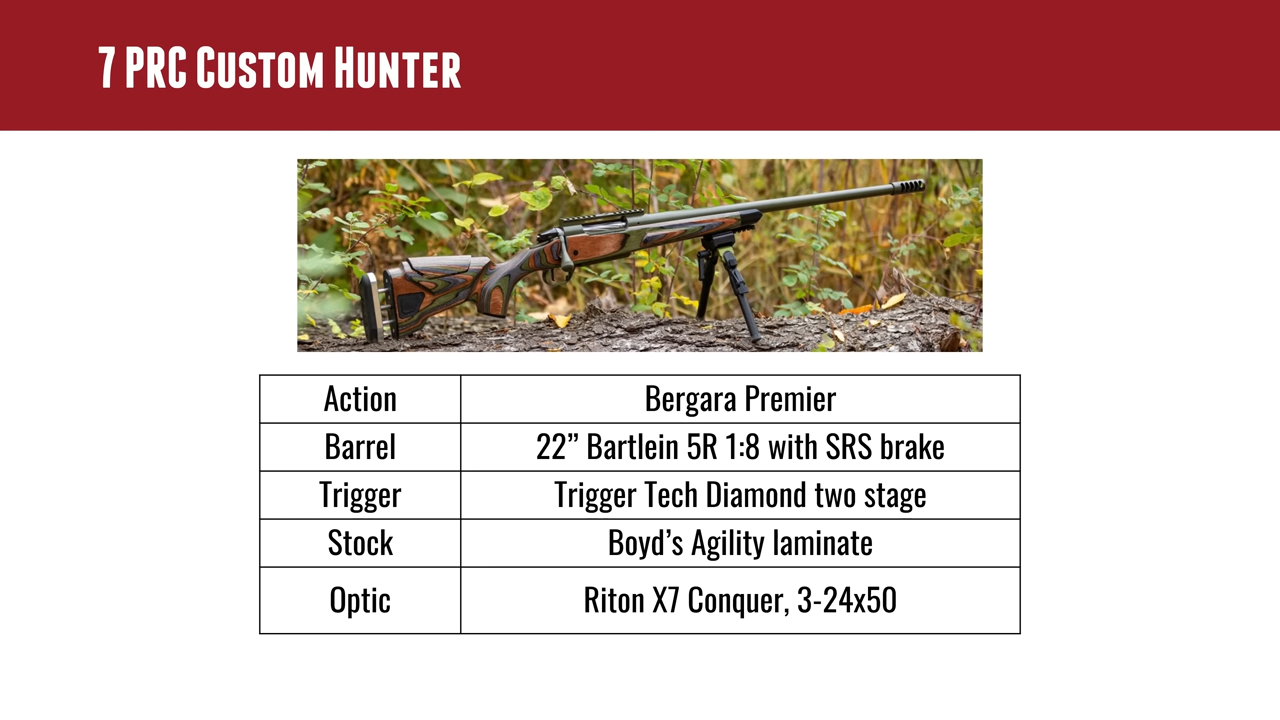 7 PRC Custom Hunter
Action
Bergara Premier
Barrel
22” Bartlein 5R 1:8 with SRS brake
Trigger
Trigger Tech Diamond two stage
Stock
Boyd’s Agility laminate
Optic
Riton X7 Conquer, 3-24x50